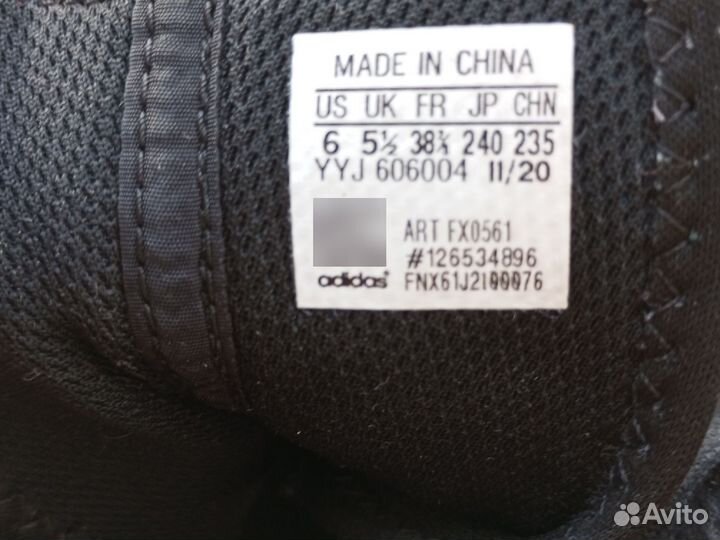 MADE IN CHINA
US UK FR JP CHN
6 5½ 38⅔ 240 235
YYJ 606004 11/20
ART FX0561
#126534896
adidas FNX61J2100076
Avito